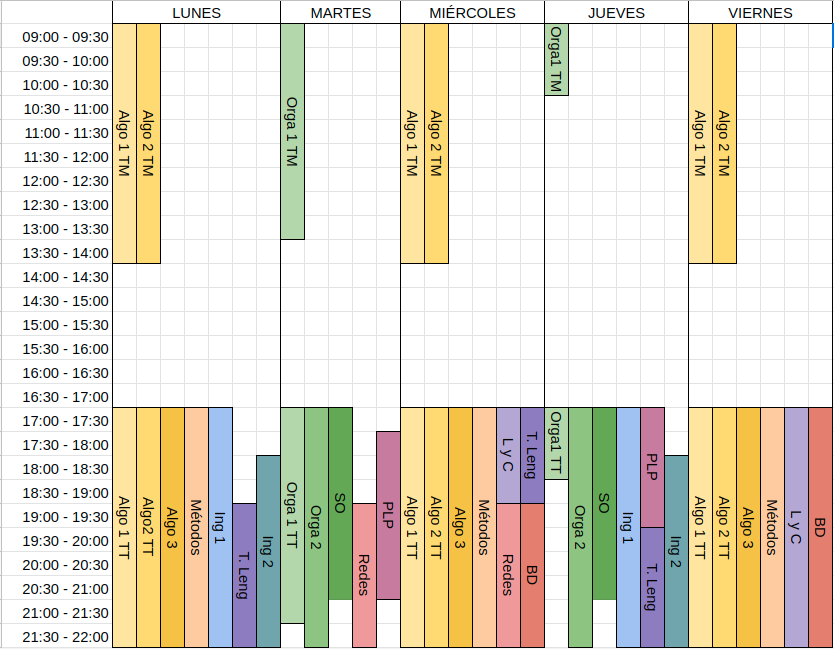 LUNES MARTES MIÉRCOLES JUEVES VIERNES
09:00 - 09:30
09:30 - 10:00
10:00 - 10:30
10:30 - 11:00
11:00 - 11:30
11:30 - 12:00
12:00 - 12:30
12:30 - 13:00
13:00 - 13:30
13:30 - 14:00
14:00 - 14:30
14:30 - 15:00
15:00 - 15:30
15:30 - 16:00
16:00 - 16:30
16:30 - 17:00
17:00 - 17:30
17:30 - 18:00
18:00 - 18:30
18:30 - 19:00
19:00 - 19:30
19:30 - 20:00
20:00 - 20:30
20:30 - 21:00
21:00 - 21:30
21:30 - 22:00
Algo 1 TM
Algo 2 TM
Algo 1 TT
Algo2 TT
Algo 3
Métodos
Ing 1
T. Leng
Ing 2
Orga 1 TM
Orga 1 TT
Orga 2
SO
Redes
PLP
Algo 1 TM
Algo 2 TM
Algo 1 TT
Algo 2 TT
Algo 3
Métodos
L y C
Redes
T. Leng
BD
Orga1 TM
Orga1 TT
Orga 2
SO
Ing 1
PLP
T. Leng
Ing 2
Algo 1 TM
Algo 2 TM
Algo 1 TT
Algo 2 TT
Algo 3
Métodos
L y C
BD